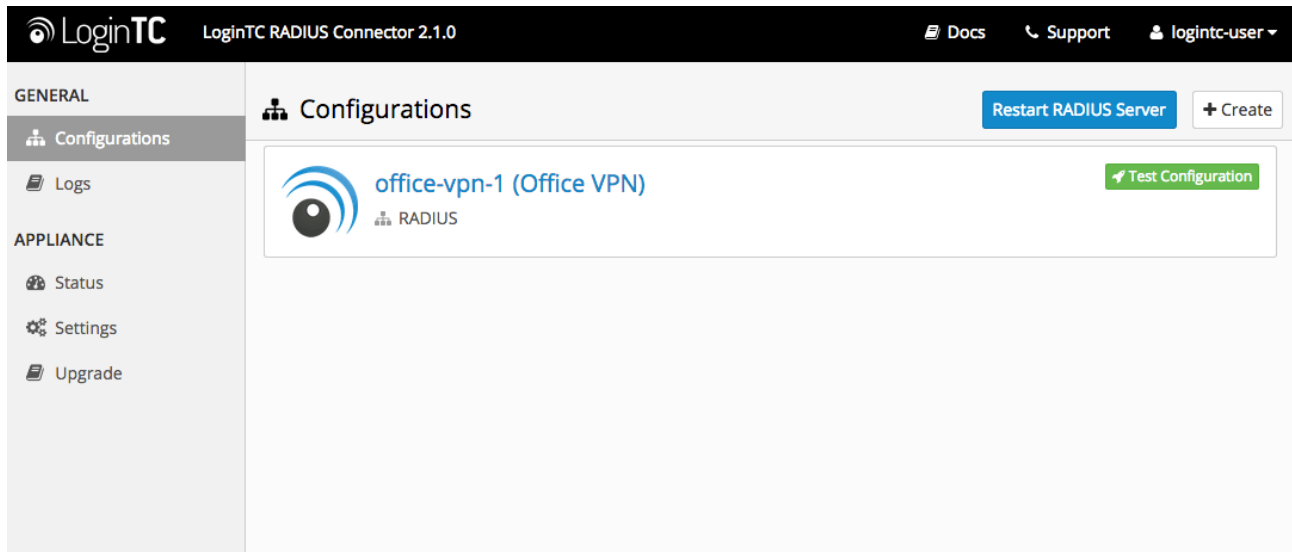 LoginTC LoginTC RADIUS Connector 2.1.0 Docs Support logintc-user
GENERAL
Configurations
Logs
APPLIANCE
Status
Settings
Upgrade
Configurations Restart RADIUS Server + Create
office-vpn-1 (Office VPN) Test Configuration
RADIUS